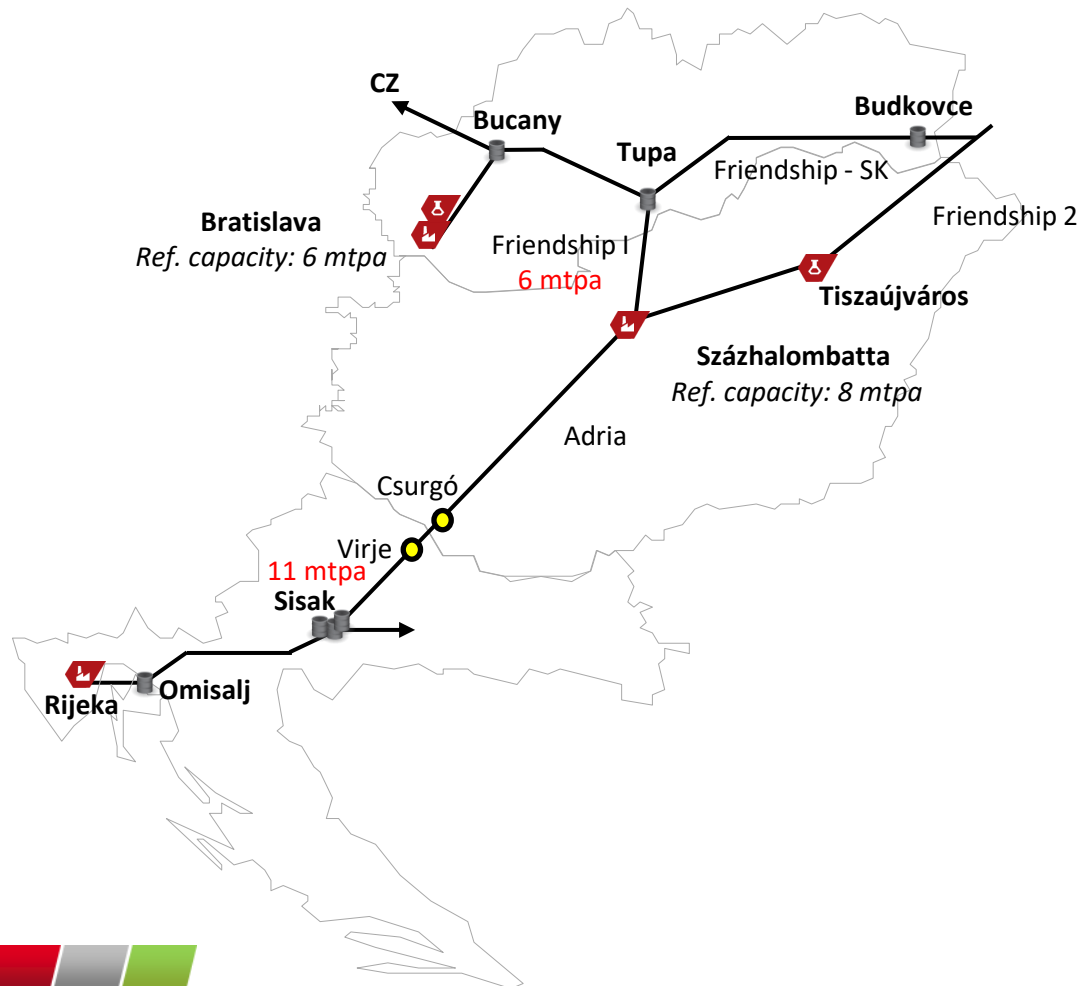 CZ
Bucany
Budkovce
Tupa
Friendship - SK
Bratislava
Ref. capacity: 6 mtpa
Friendship I
6 mtpa
Friendship 2
Tiszaújváros
Százhalombatta
Ref. capacity: 8 mtpa
Adria
Csurgó
Virje
11 mtpa
Sisak
Rijeka
Omisalj